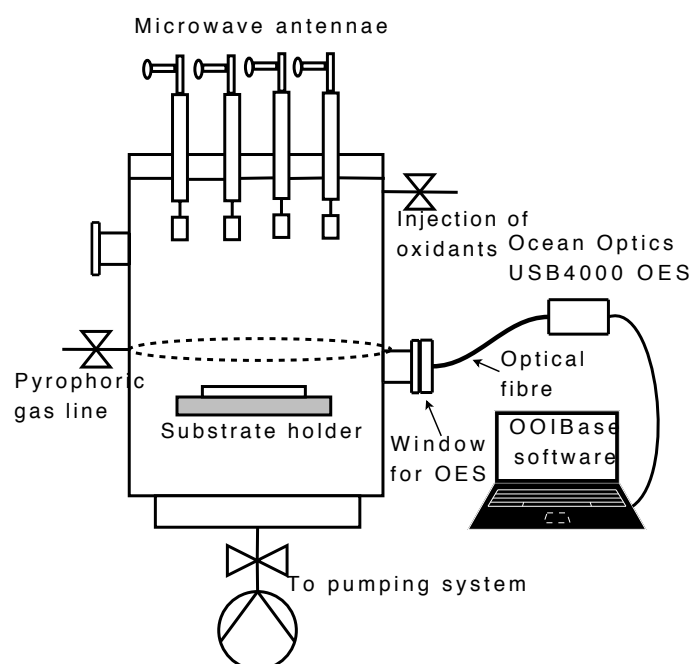 Microwave antennae
Injection of
oxidants
Ocean Optics
USB4000 OES
Pyrophoric
gas line
Optical
fibre
Substrate holder
Window
for OES
OOIBase
software
To pumping system